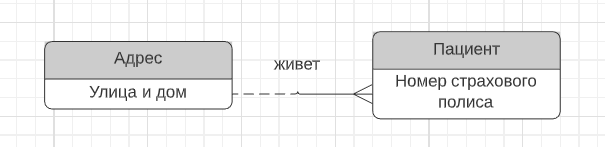 Адрес
Улица и дом
живет
Пациент
Номер страхового
полиса